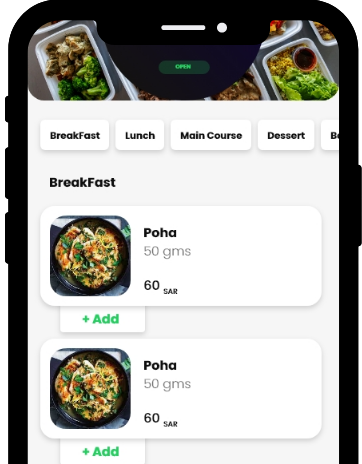 OPEN
BreakFast Lunch Main Course Dessert
BreakFast
Poha
50 gms
60 SAR
+ Add
Poha
50 gms
60 SAR
+ Add